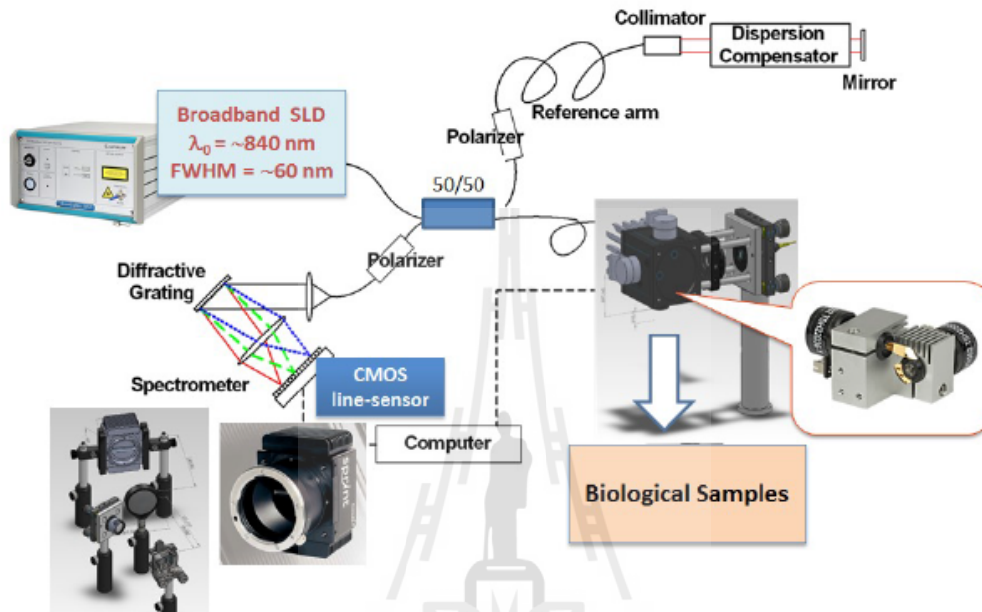 Collimator
Dispersion
Compensator
Mirror
Reference arm
Polarizer
Broadband SLD
λ₀ = ~840 nm
FWHM = ~60 nm
50/50
Polarizer
Diffractive
Grating
Spectrometer
CMOS
line-sensor
Computer
sprint
Biological Samples